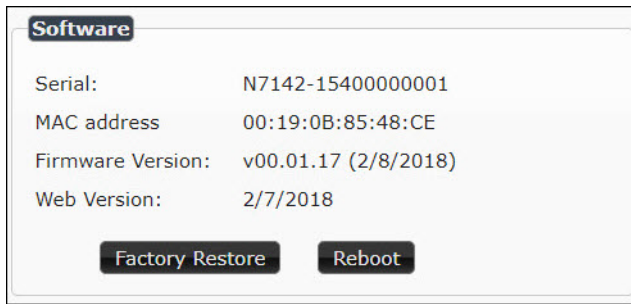 Software
Serial: N7142-15400000001
MAC address 00:19:0B:85:48:CE
Firmware Version: v00.01.17 (2/8/2018)
Web Version: 2/7/2018
Factory Restore Reboot